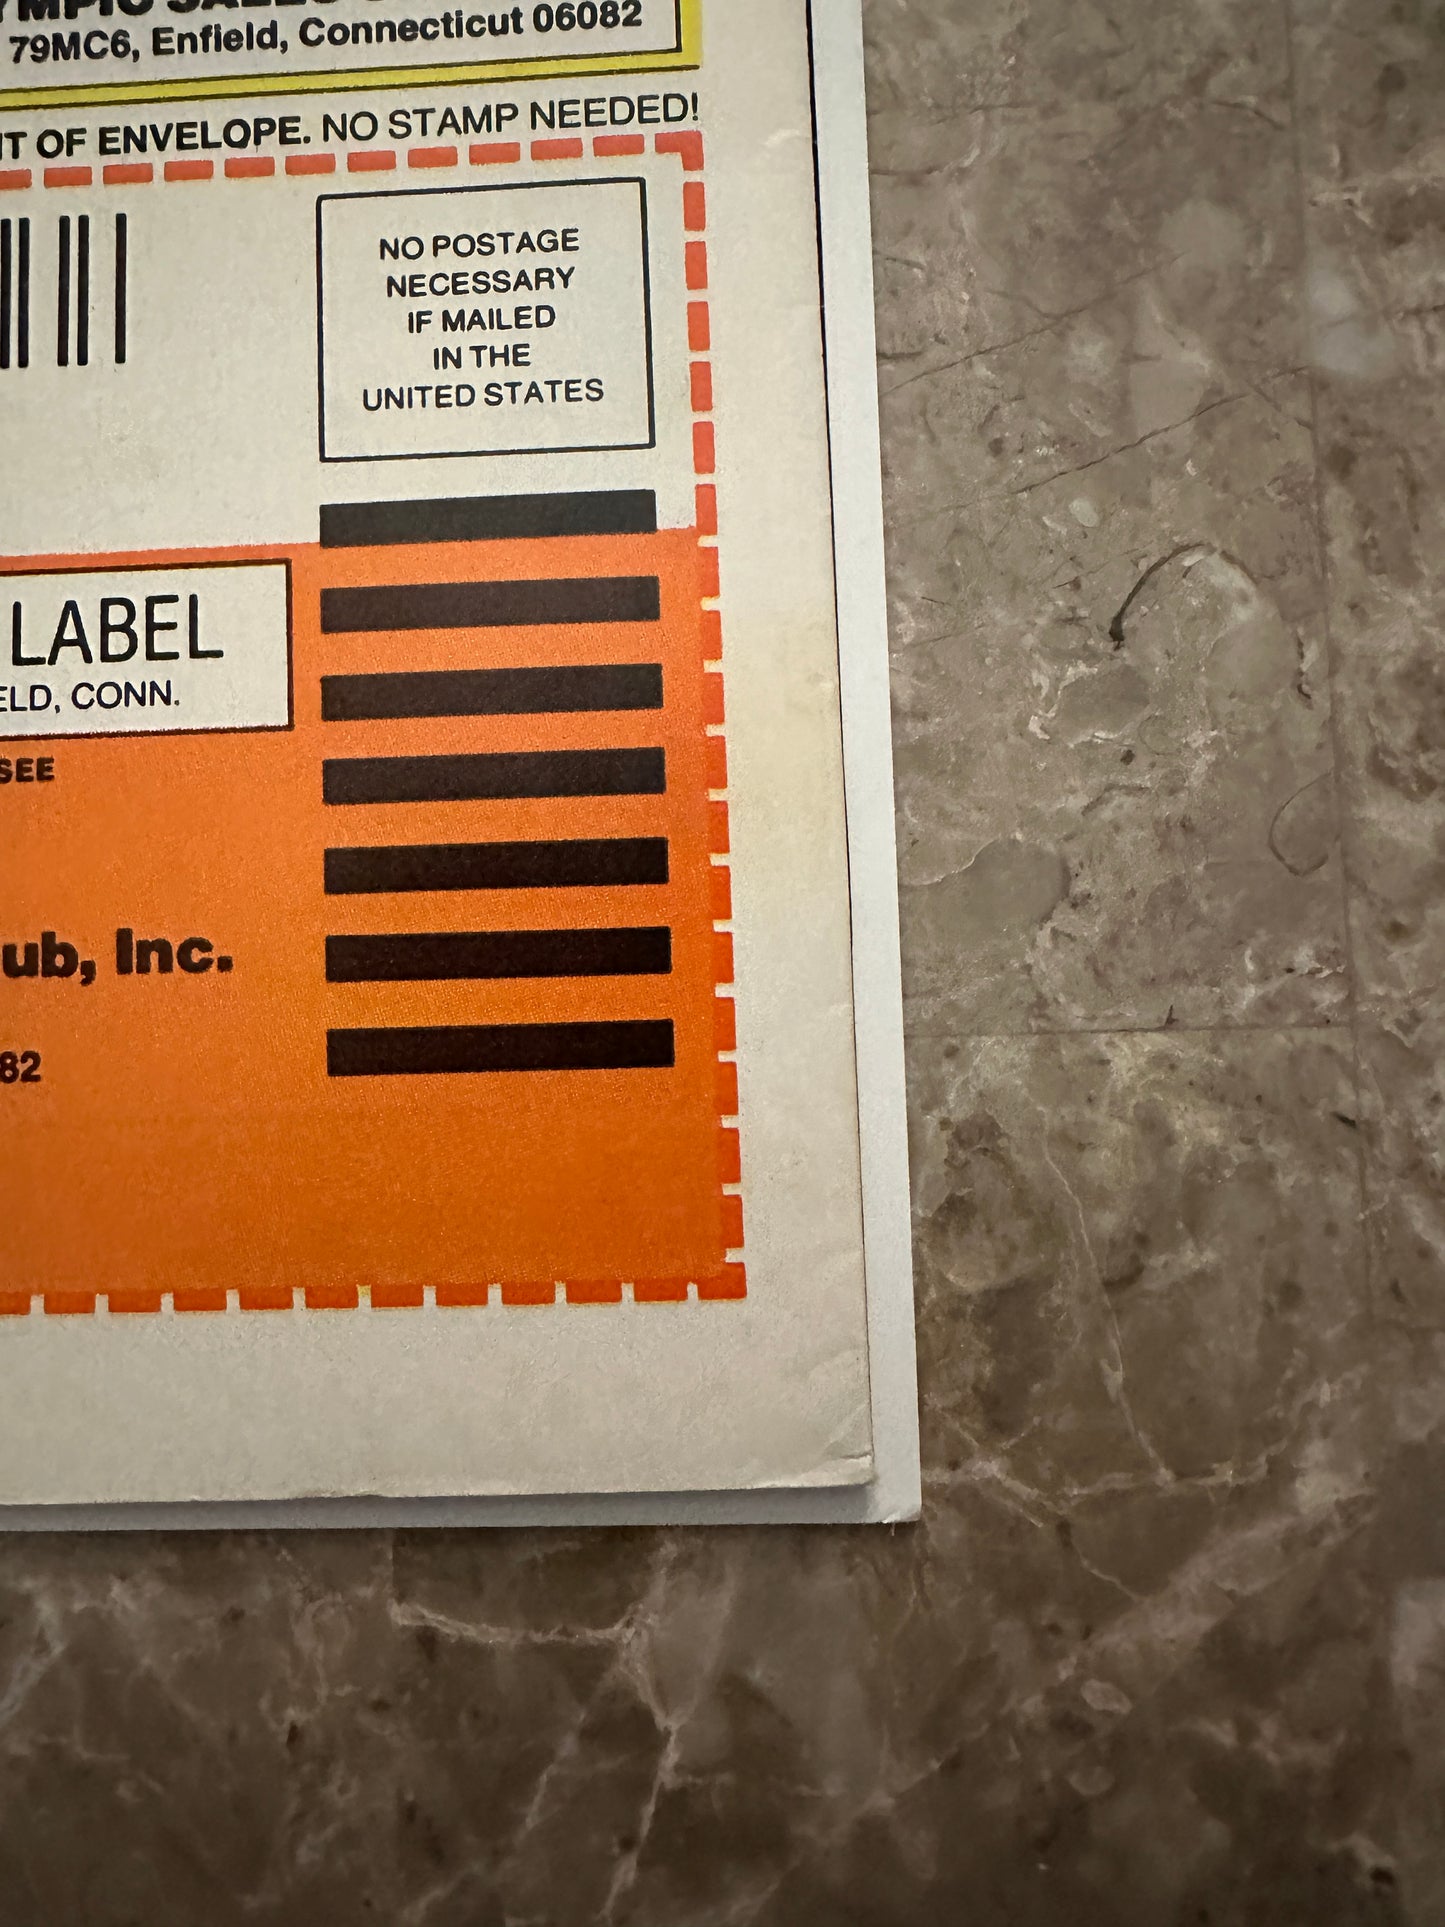 79MC6, Enfield, Connecticut 06082
OF ENVELOPE. NO STAMP NEEDED!
NO POSTAGE
NECESSARY
IF MAILED
IN THE
UNITED STATES
LABEL
ELD, CONN.
SEE
ub, Inc.
82